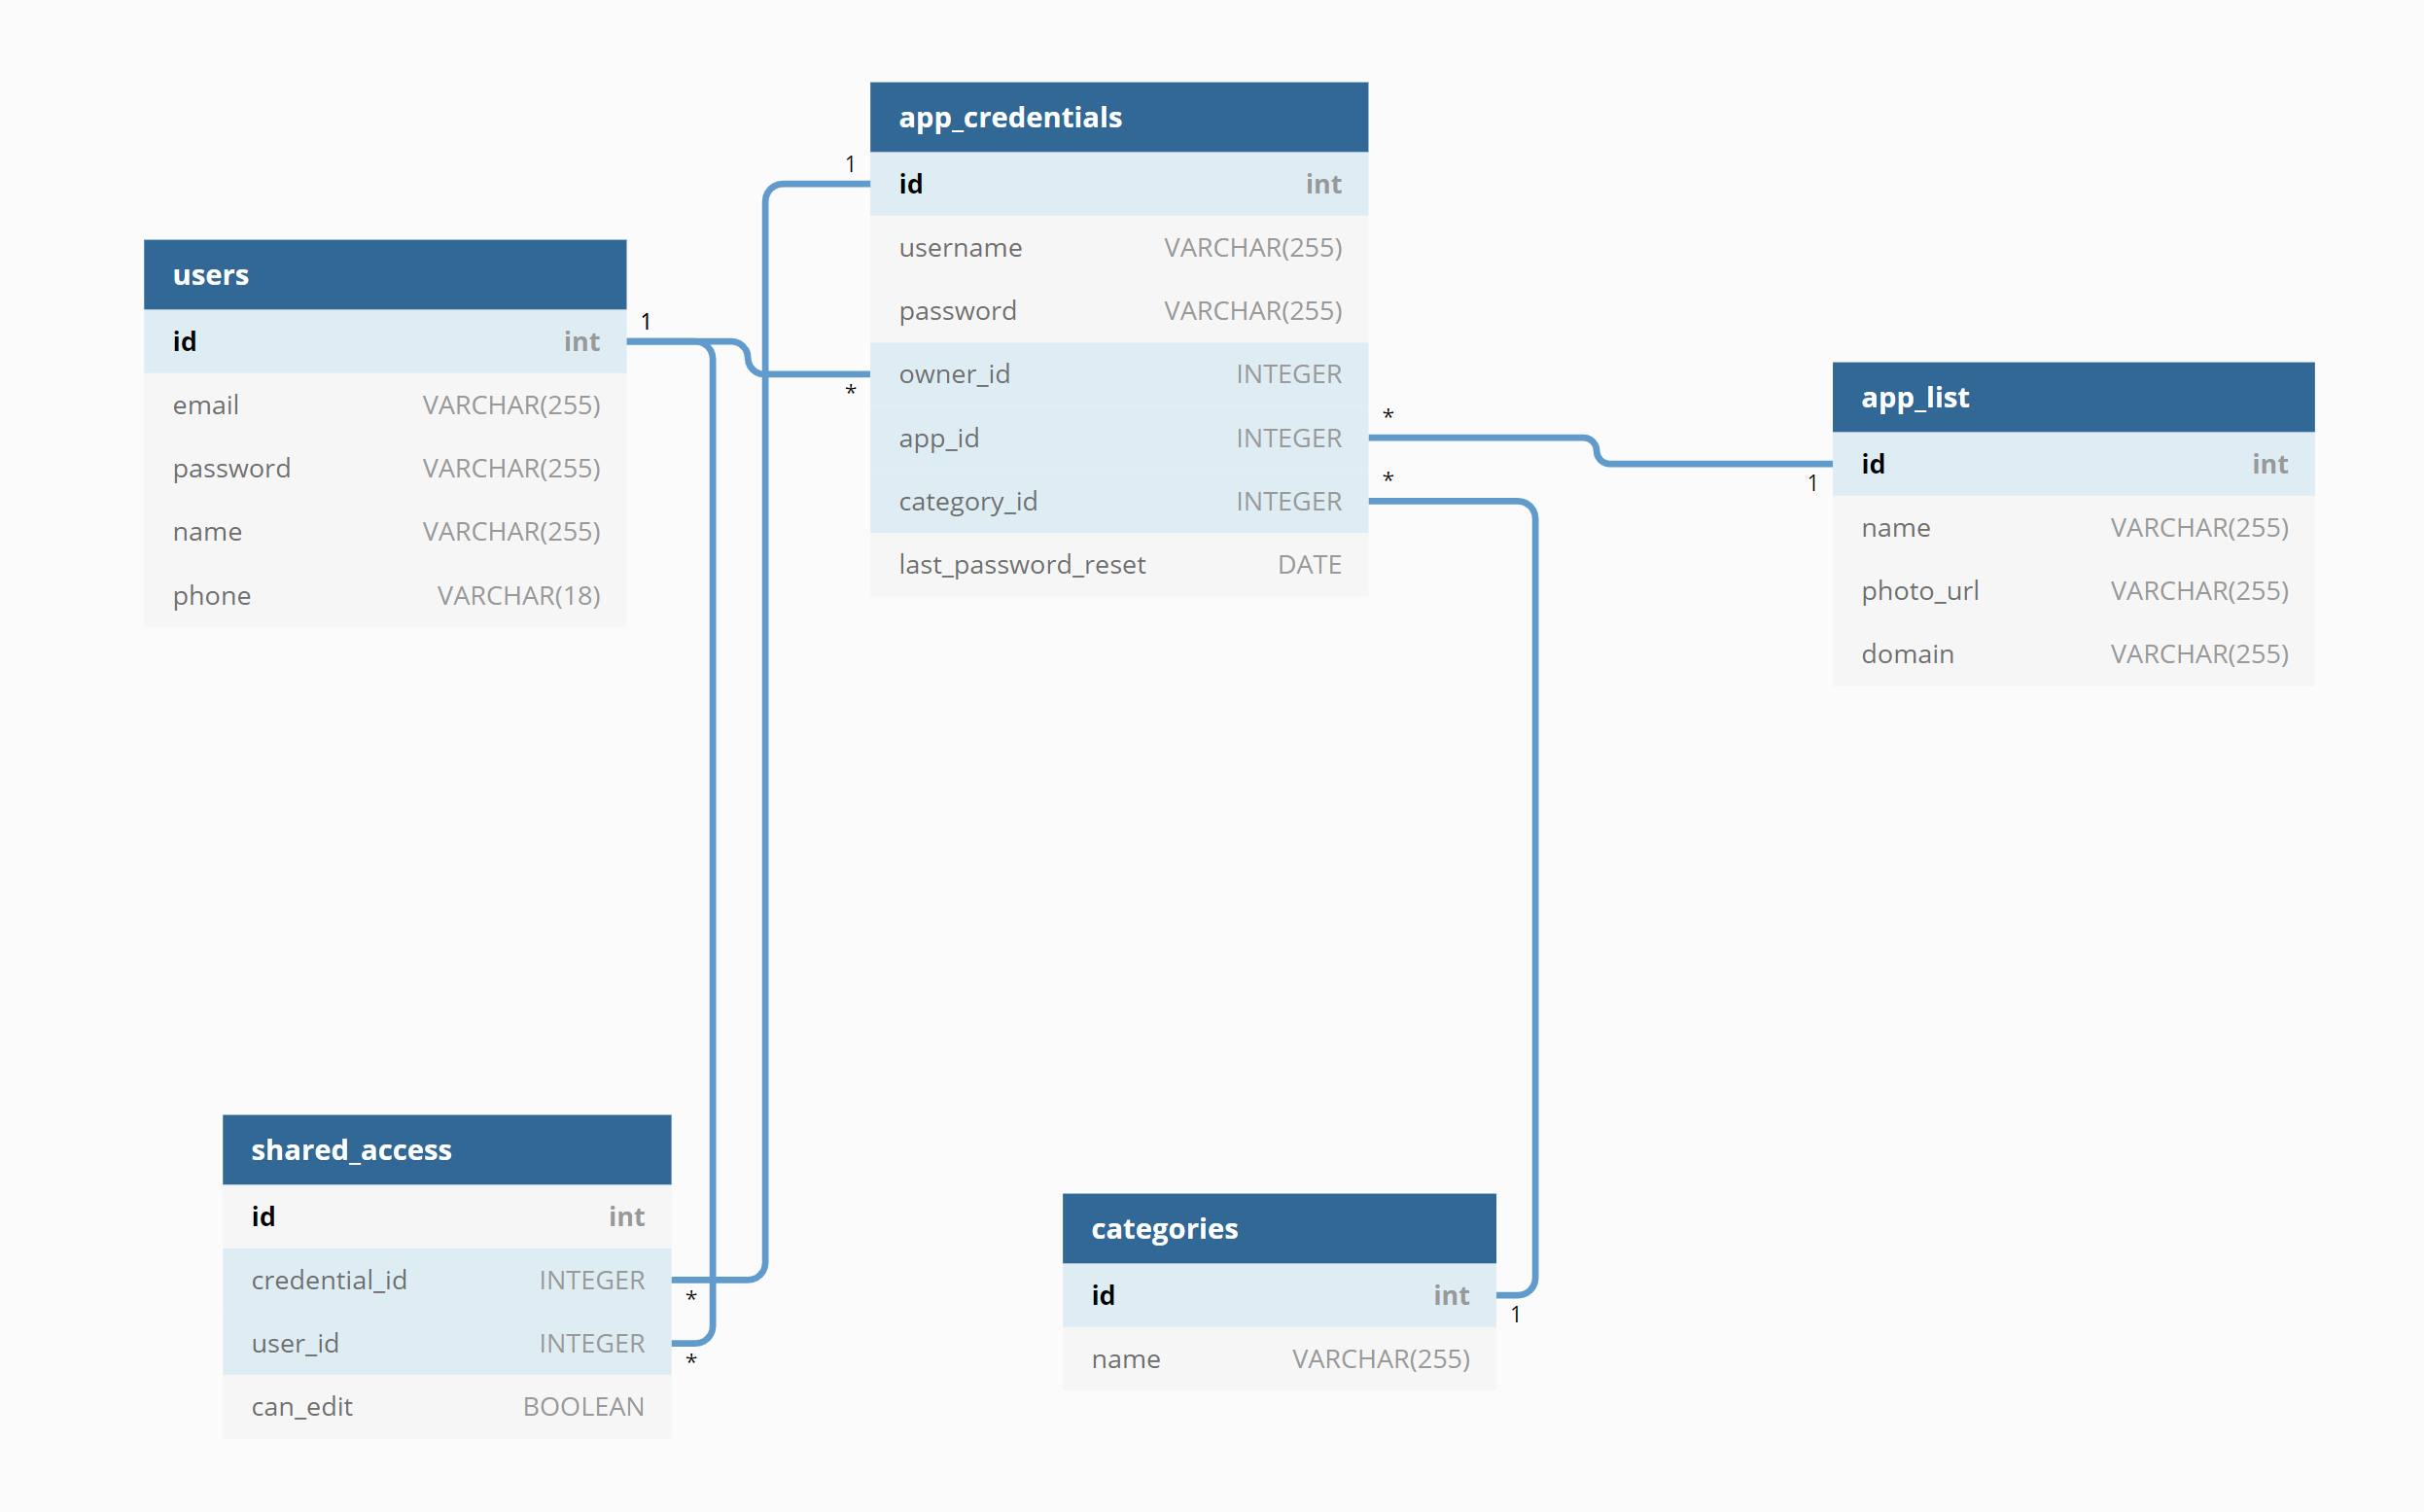 app_credentials
id int
username VARCHAR(255)
password VARCHAR(255)
owner_id INTEGER
app_id INTEGER
category_id INTEGER
last_password_reset DATE
users
id int
email VARCHAR(255)
password VARCHAR(255)
name VARCHAR(255)
phone VARCHAR(18)
app_list
id int
name VARCHAR(255)
photo_url VARCHAR(255)
domain VARCHAR(255)
shared_access
id int
credential_id INTEGER
user_id INTEGER
can_edit BOOLEAN
categories
id int
name VARCHAR(255)
1
1
*
*
*
1
*
*
1